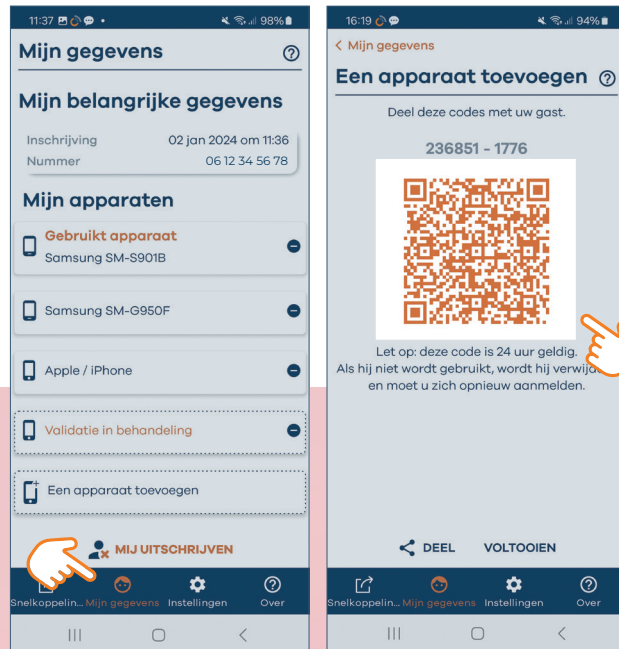 11:37 98%
Mijn gegevens
Mijn belangrijke gegevens
Inschrijving 02 jan 2024 om 11:36
Nummer 06 12 34 56 78
Mijn apparaten
Gebruikt apparaat
Samsung SM-S901B
Samsung SM-G950F
Apple / iPhone
Validatie in behandeling
Een apparaat toevoegen
MIJ UITSCHRIJVEN
Snelkoppelin... Mijn gegevens Instellingen Over
16:19 94%
< Mijn gegevens
Een apparaat toevoegen
Deel deze codes met uw gast.
236851 - 1776
Let op: deze code is 24 uur geldig.
Als hij niet wordt gebruikt, wordt hij
en moet u zich opnieuw aanmelden.
DEEL VOLTOOIEN
Snelkoppelin... Mijn gegevens Instellingen Over